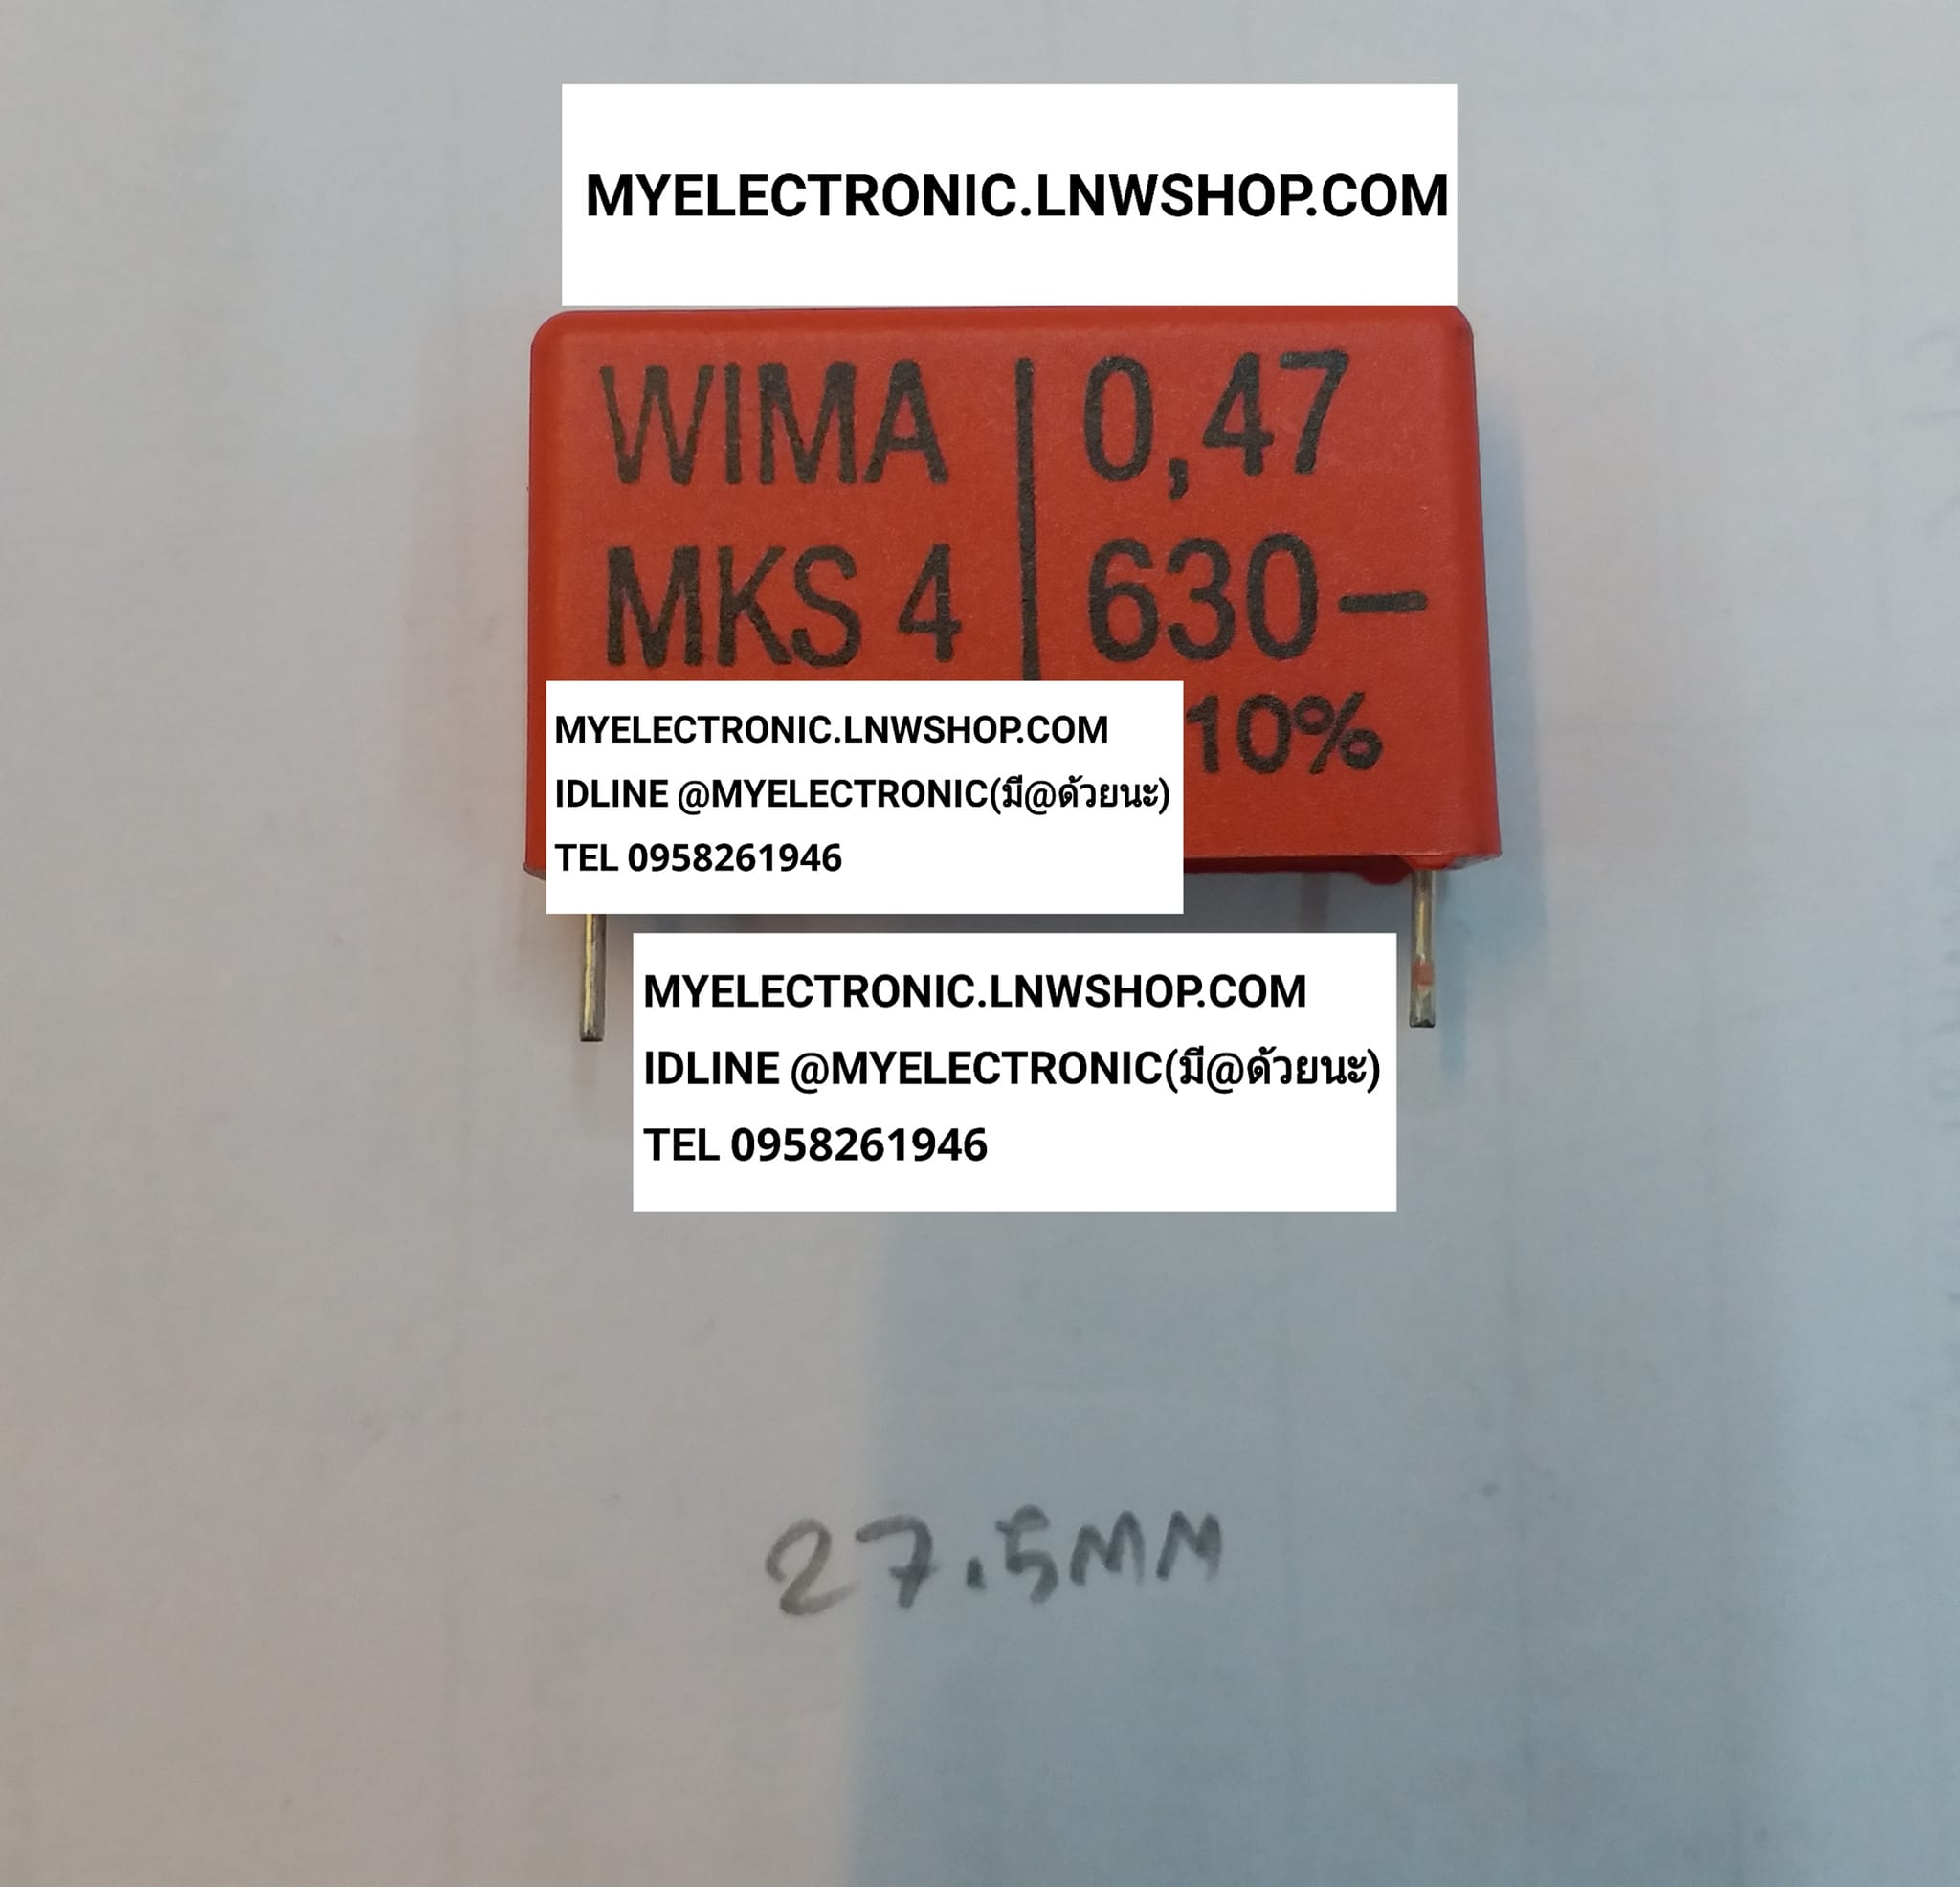 MYELECTRONIC.LNWSHOP.COM
WIMA 0,47
MKS 4 630–
10%
MYELECTRONIC.LNWSHOP.COM
IDLINE @MYELECTRONIC(มี@ด้วยนะ)
TEL 0958261946
MYELECTRONIC.LNWSHOP.COM
IDLINE @MYELECTRONIC(มี@ด้วยนะ)
TEL 0958261946
27.5MM